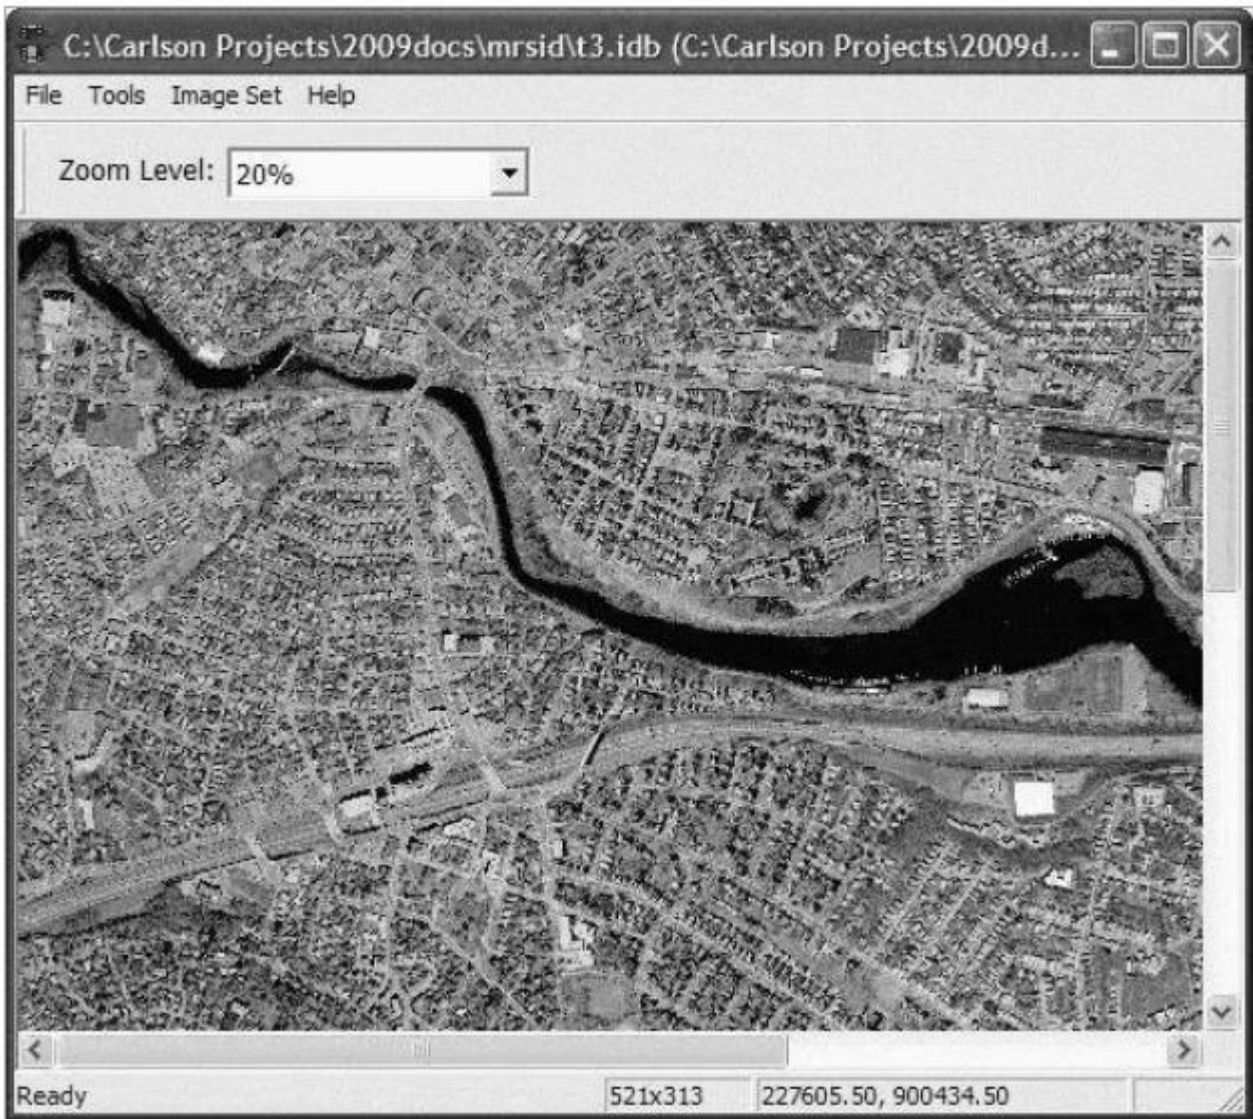 C:\Carlson Projects\2009docs\mrsid\t3.idb (C:\Carlson Projects\2009d...
File Tools Image Set Help
Zoom Level: 20%
Ready 521x313 227605.50, 900434.50